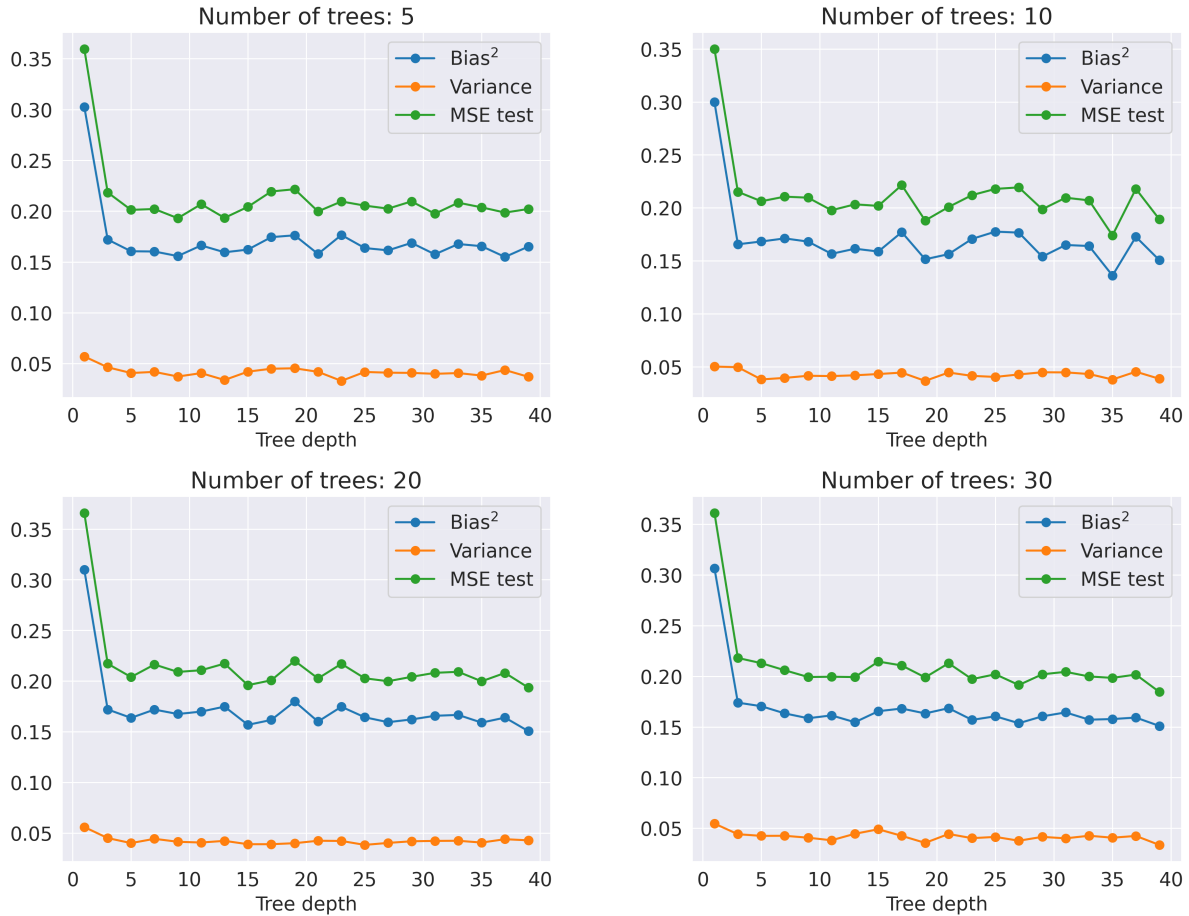 Number of trees: 5
Bias²
Variance
MSE test
0.35
0.30
0.25
0.20
0.15
0.10
0.05
0 5 10 15 20 25 30 35 40
Tree depth
Number of trees: 10
Bias²
Variance
MSE test
0.35
0.30
0.25
0.20
0.15
0.10
0.05
0 5 10 15 20 25 30 35 40
Tree depth
Number of trees: 20
Bias²
Variance
MSE test
0.35
0.30
0.25
0.20
0.15
0.10
0.05
0 5 10 15 20 25 30 35 40
Tree depth
Number of trees: 30
Bias²
Variance
MSE test
0.35
0.30
0.25
0.20
0.15
0.10
0.05
0 5 10 15 20 25 30 35 40
Tree depth